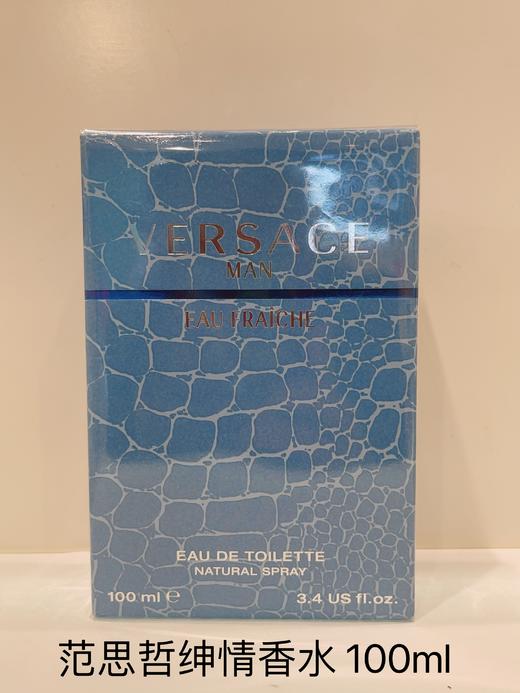 VERSACE
MAN
EAU FRAÎCHE
EAU DE TOILETTE
NATURAL SPRAY
100 ml ℮ 3.4 US fl.oz.
范思哲绅情香水 100ml